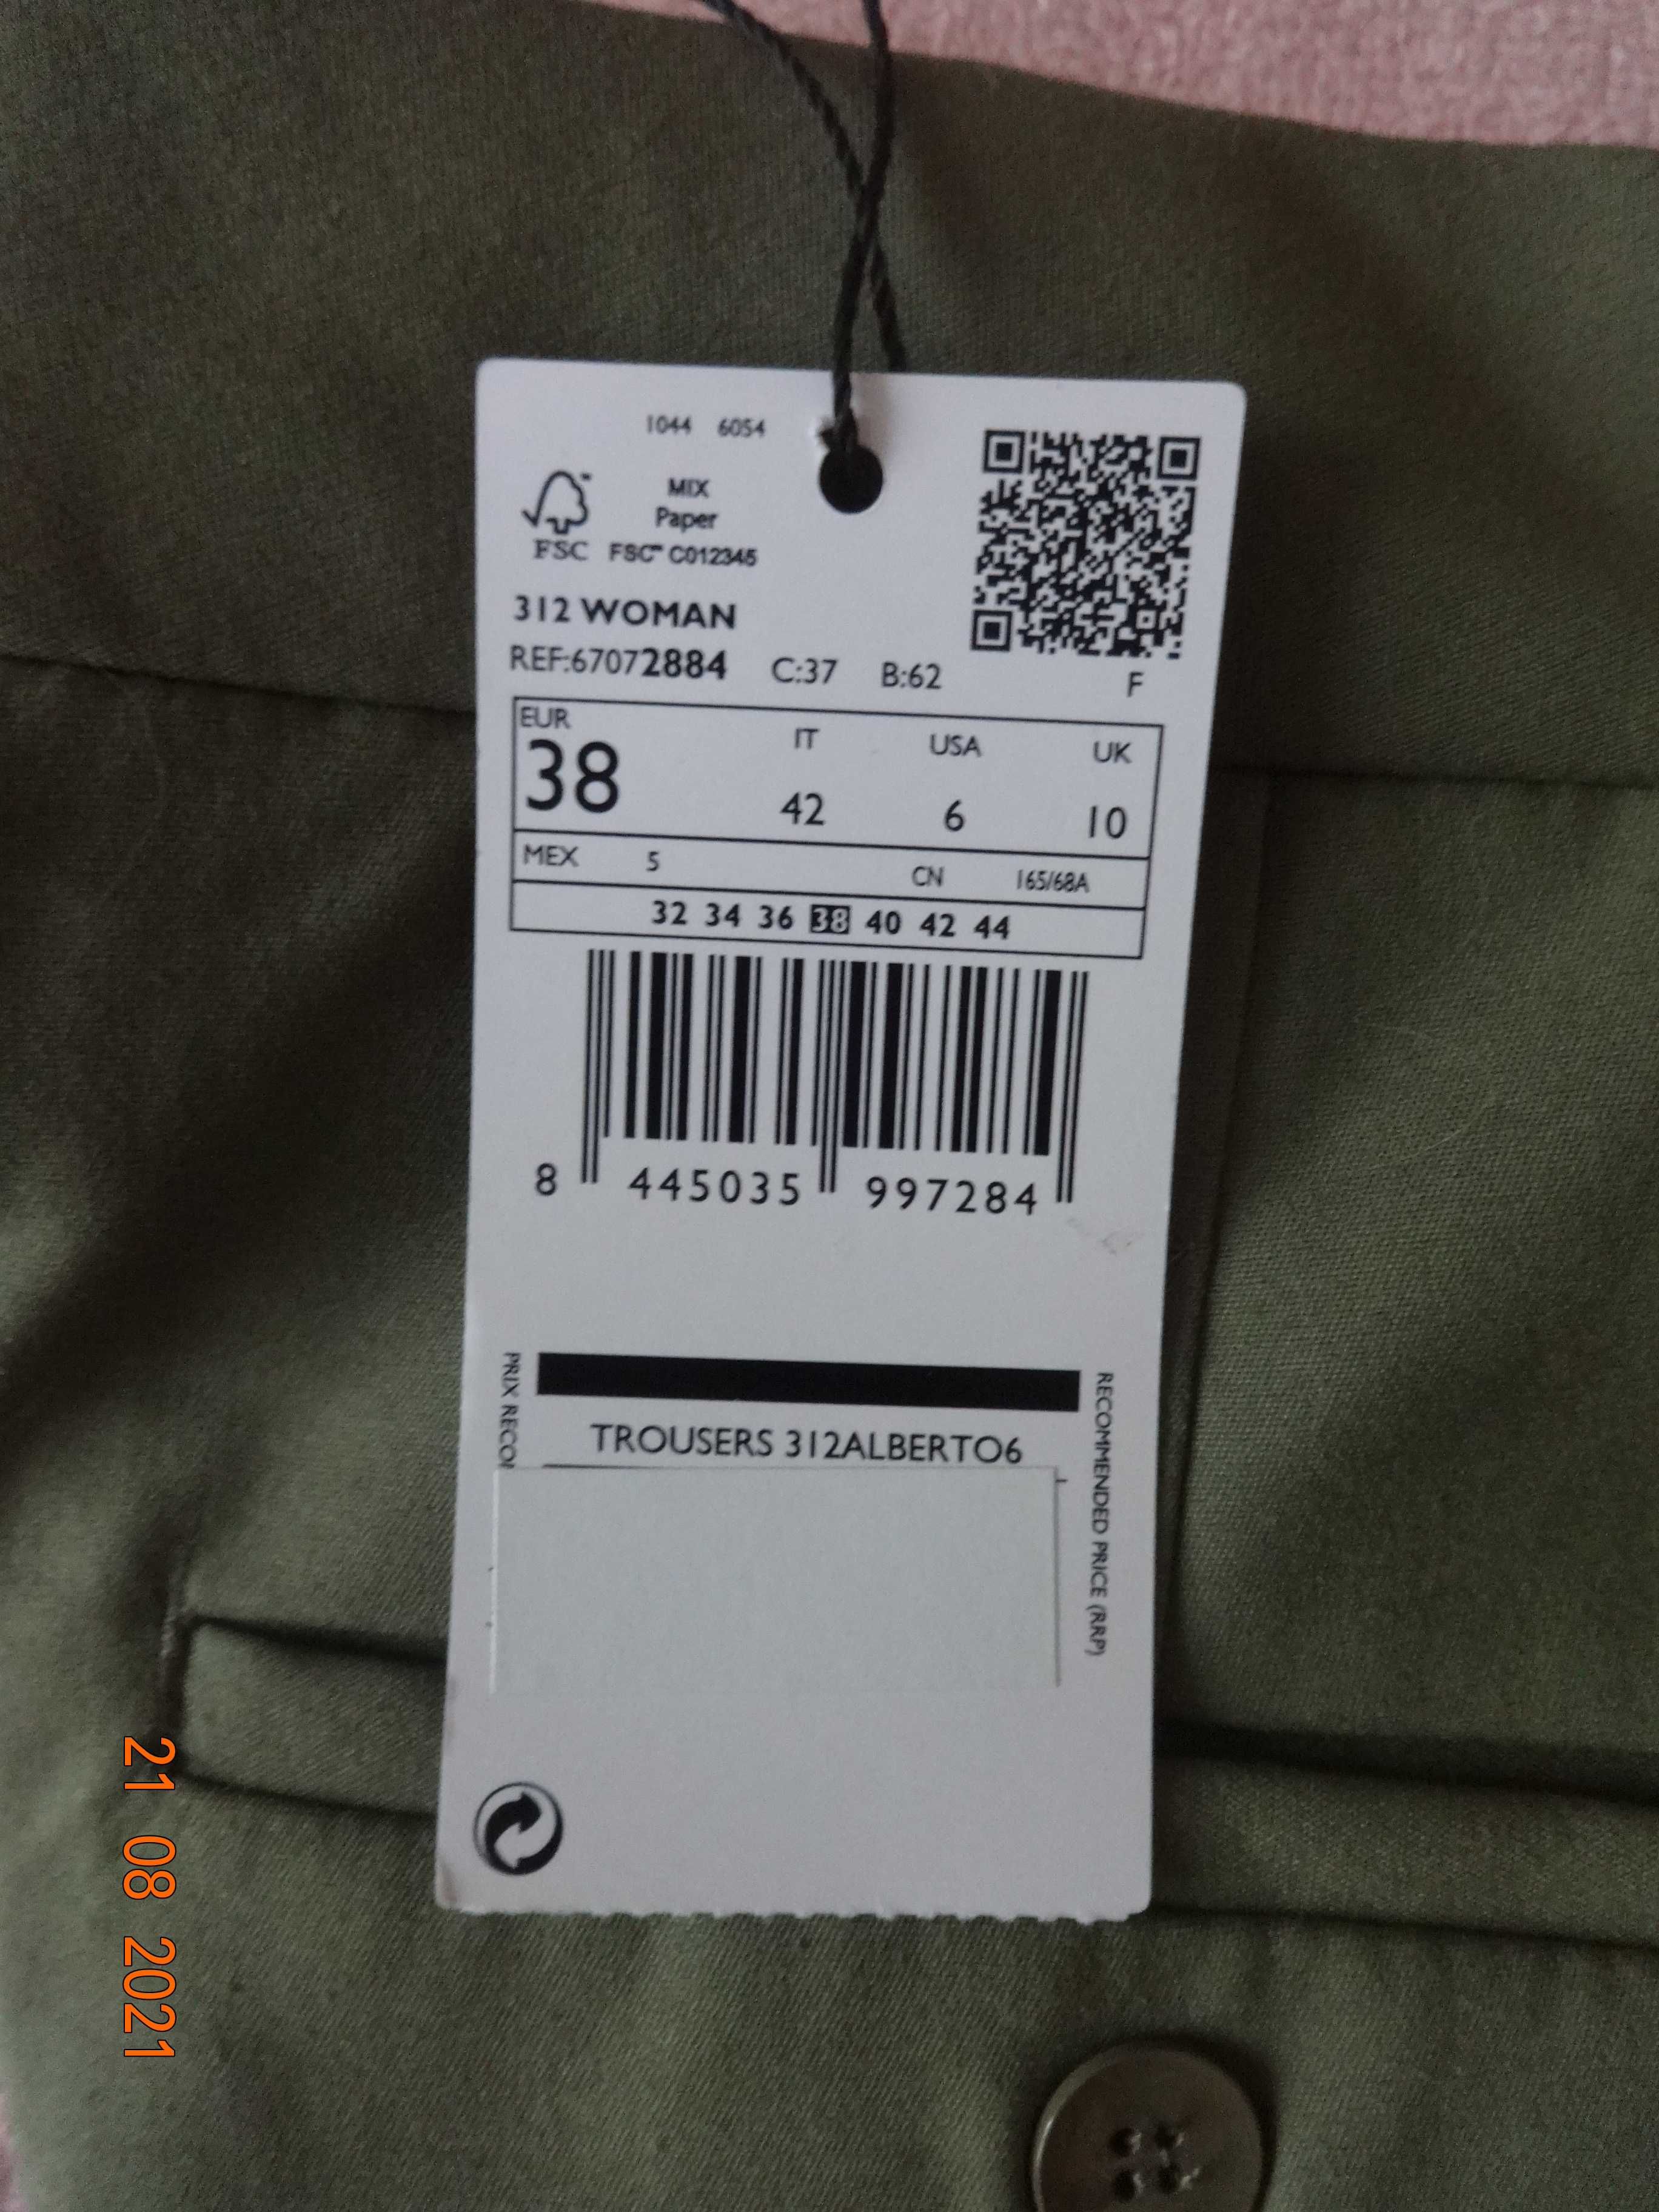 1044 6054
MIX
Paper
FSC FSC™ C012345
312 WOMAN
REF:67072884 C:37 B:62
F
EUR IT USA UK
38 42 6 10
MEX 5 CN 165/68A
32 34 36 38 40 42 44
8 445035 997284
PRIX
RECOMMENDED PRICE (RRP)
TROUSERS 312ALBERTO6
21 08 2021